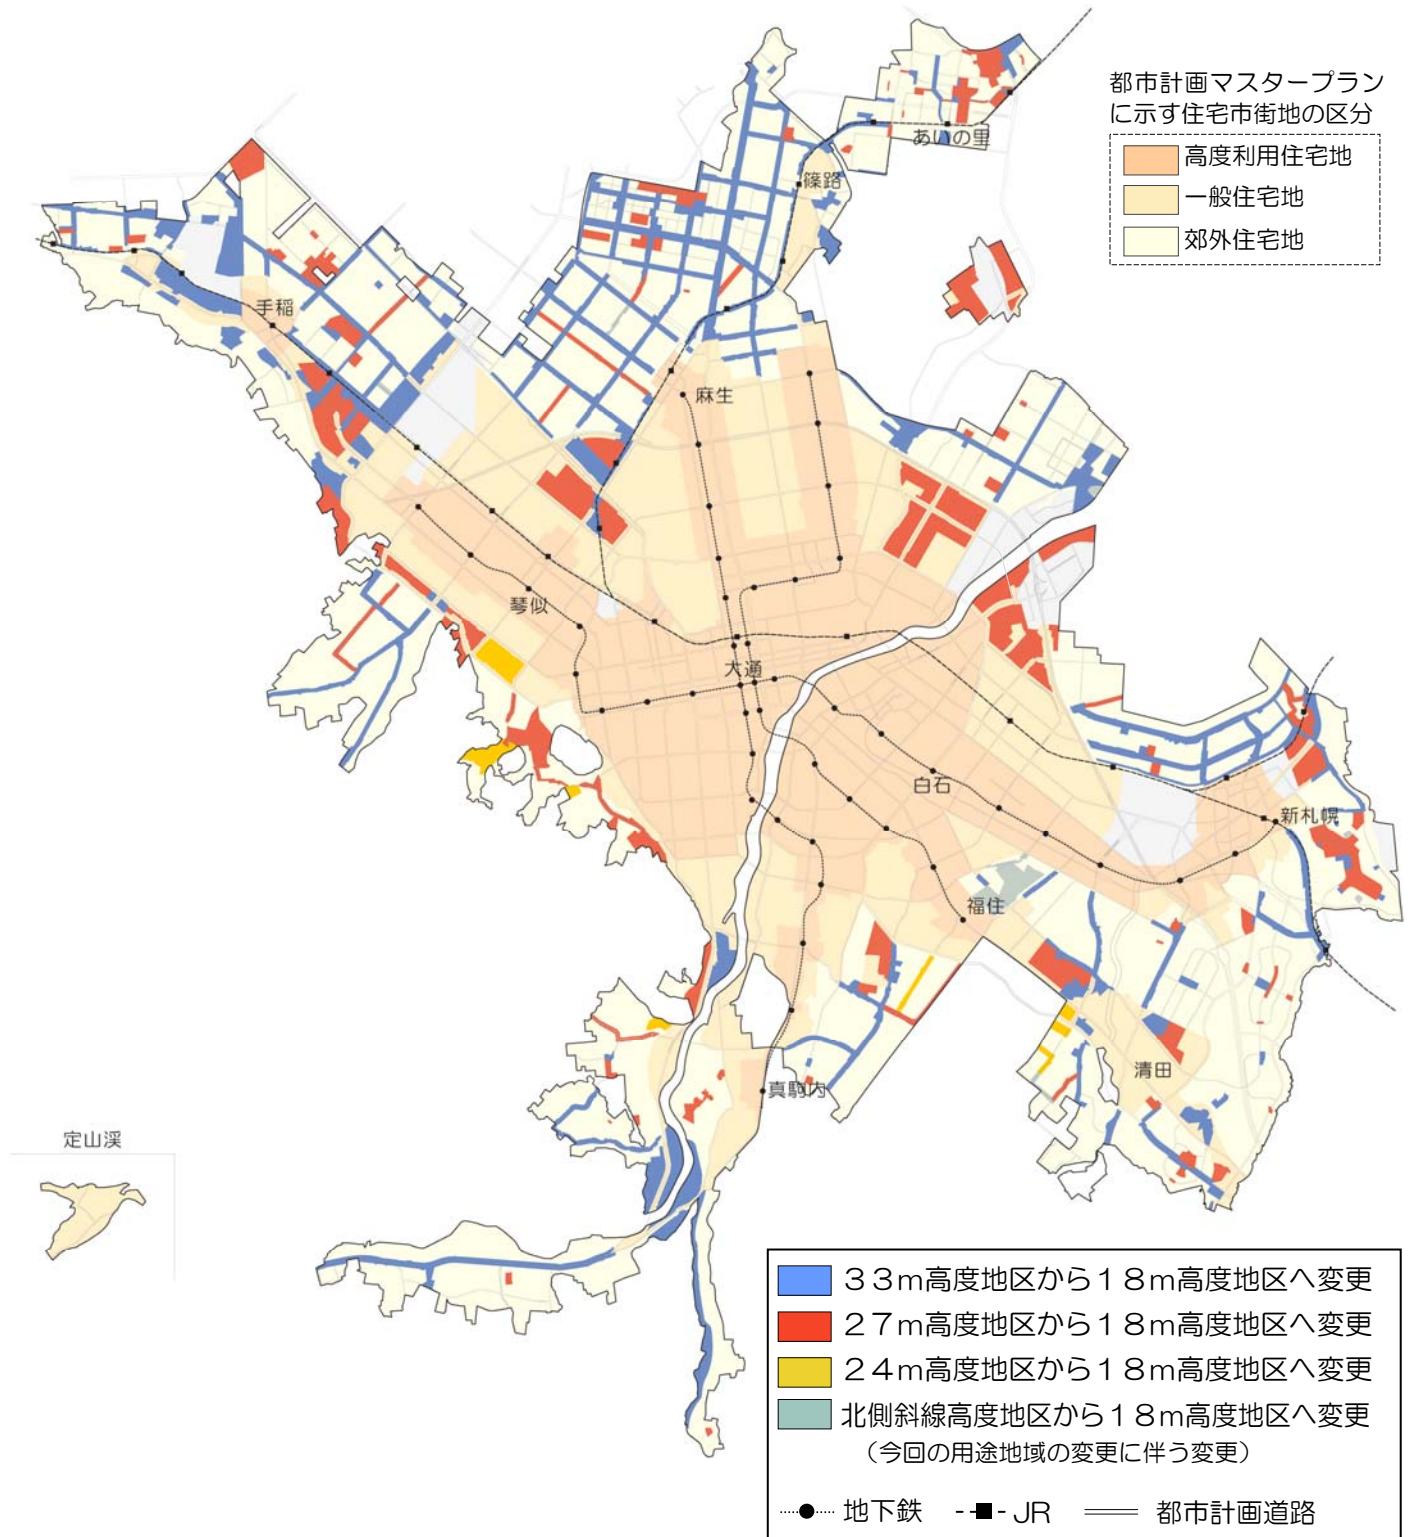 都市計画マスタープラン
に示す住宅市街地の区分
高度利用住宅地
一般住宅地
郊外住宅地
あいの里
篠路
手稲
麻生
琴似
大通
白石
新札幌
福住
清田
真駒内
定山渓
33m高度地区から18m高度地区へ変更
27m高度地区から18m高度地区へ変更
24m高度地区から18m高度地区へ変更
北側斜線高度地区から18m高度地区へ変更
(今回の用途地域の変更に伴う変更)
地下鉄 JR 都市計画道路